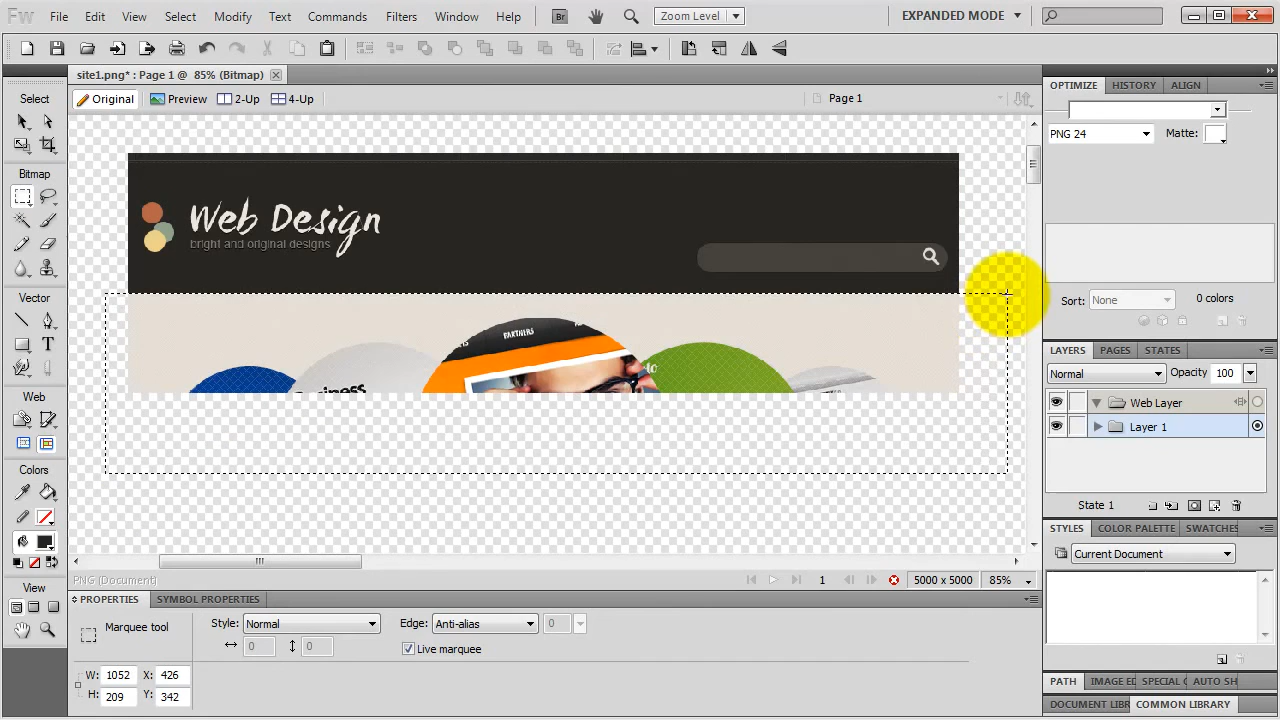 Fw File Edit View Select Modify Text Commands Filters Window Help Br Zoom Level EXPANDED MODE
site1.png* : Page 1 @ 85% (Bitmap)
OPTIMIZE HISTORY ALIGN
Select
Original Preview 2-Up 4-Up Page 1
PNG 24 Matte:
Bitmap
Web Design
bright and original designs
Sort: None 0 colors
Vector
PARTNERS
LAYERS PAGES STATES
Normal Opacity 100
siness
Web
Web Layer
Layer 1
Colors
State 1
STYLES COLOR PALETTE SWATCHES
Current Document
View
PNG (Document) 1 5000 x 5000 85%
PROPERTIES SYMBOL PROPERTIES
Marquee tool Style: Normal Edge: Anti-alias 0
0 0 Live marquee
W: 1052 X: 426
H: 209 Y: 342
PATH IMAGE ED SPECIAL C AUTO SH
DOCUMENT LIBR COMMON LIBRARY